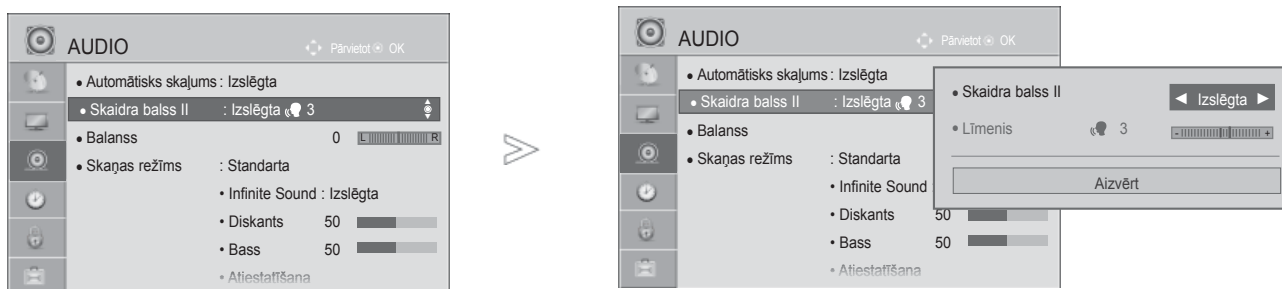 AUDIO
Pārvietot OK
• Automātisks skaļums : Izslēgta
• Skaidra balss II : Izslēgta 3
• Balanss 0 L R
• Skaņas režīms : Standarta
• Infinite Sound : Izslēgta
• Diskants 50
• Bass 50
• Atiestatīšana
AUDIO
Pārvietot OK
• Automātisks skaļums : Izslēgta
• Skaidra balss II : Izslēgta 3
• Balanss
• Skaņas režīms : Standarta
• Infinite Sound :
• Diskants 50
• Bass 50
• Atiestatīšana
• Skaidra balss II ◄ Izslēgta ►
• Līmenis 3 - +
Aizvērt